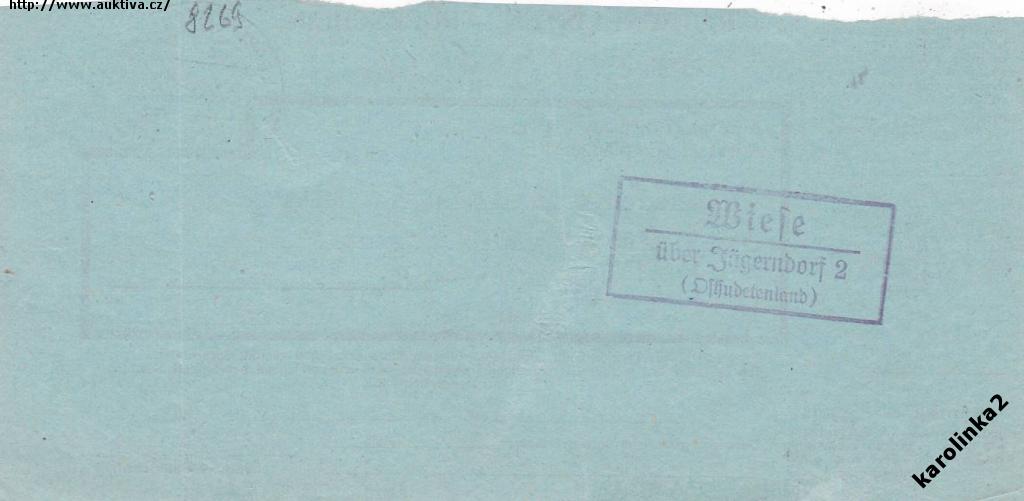 http://www.auktiva.cz/
8269
Wiese
über Jägerndorf 2
(Ostsudetenland)
karolinka2